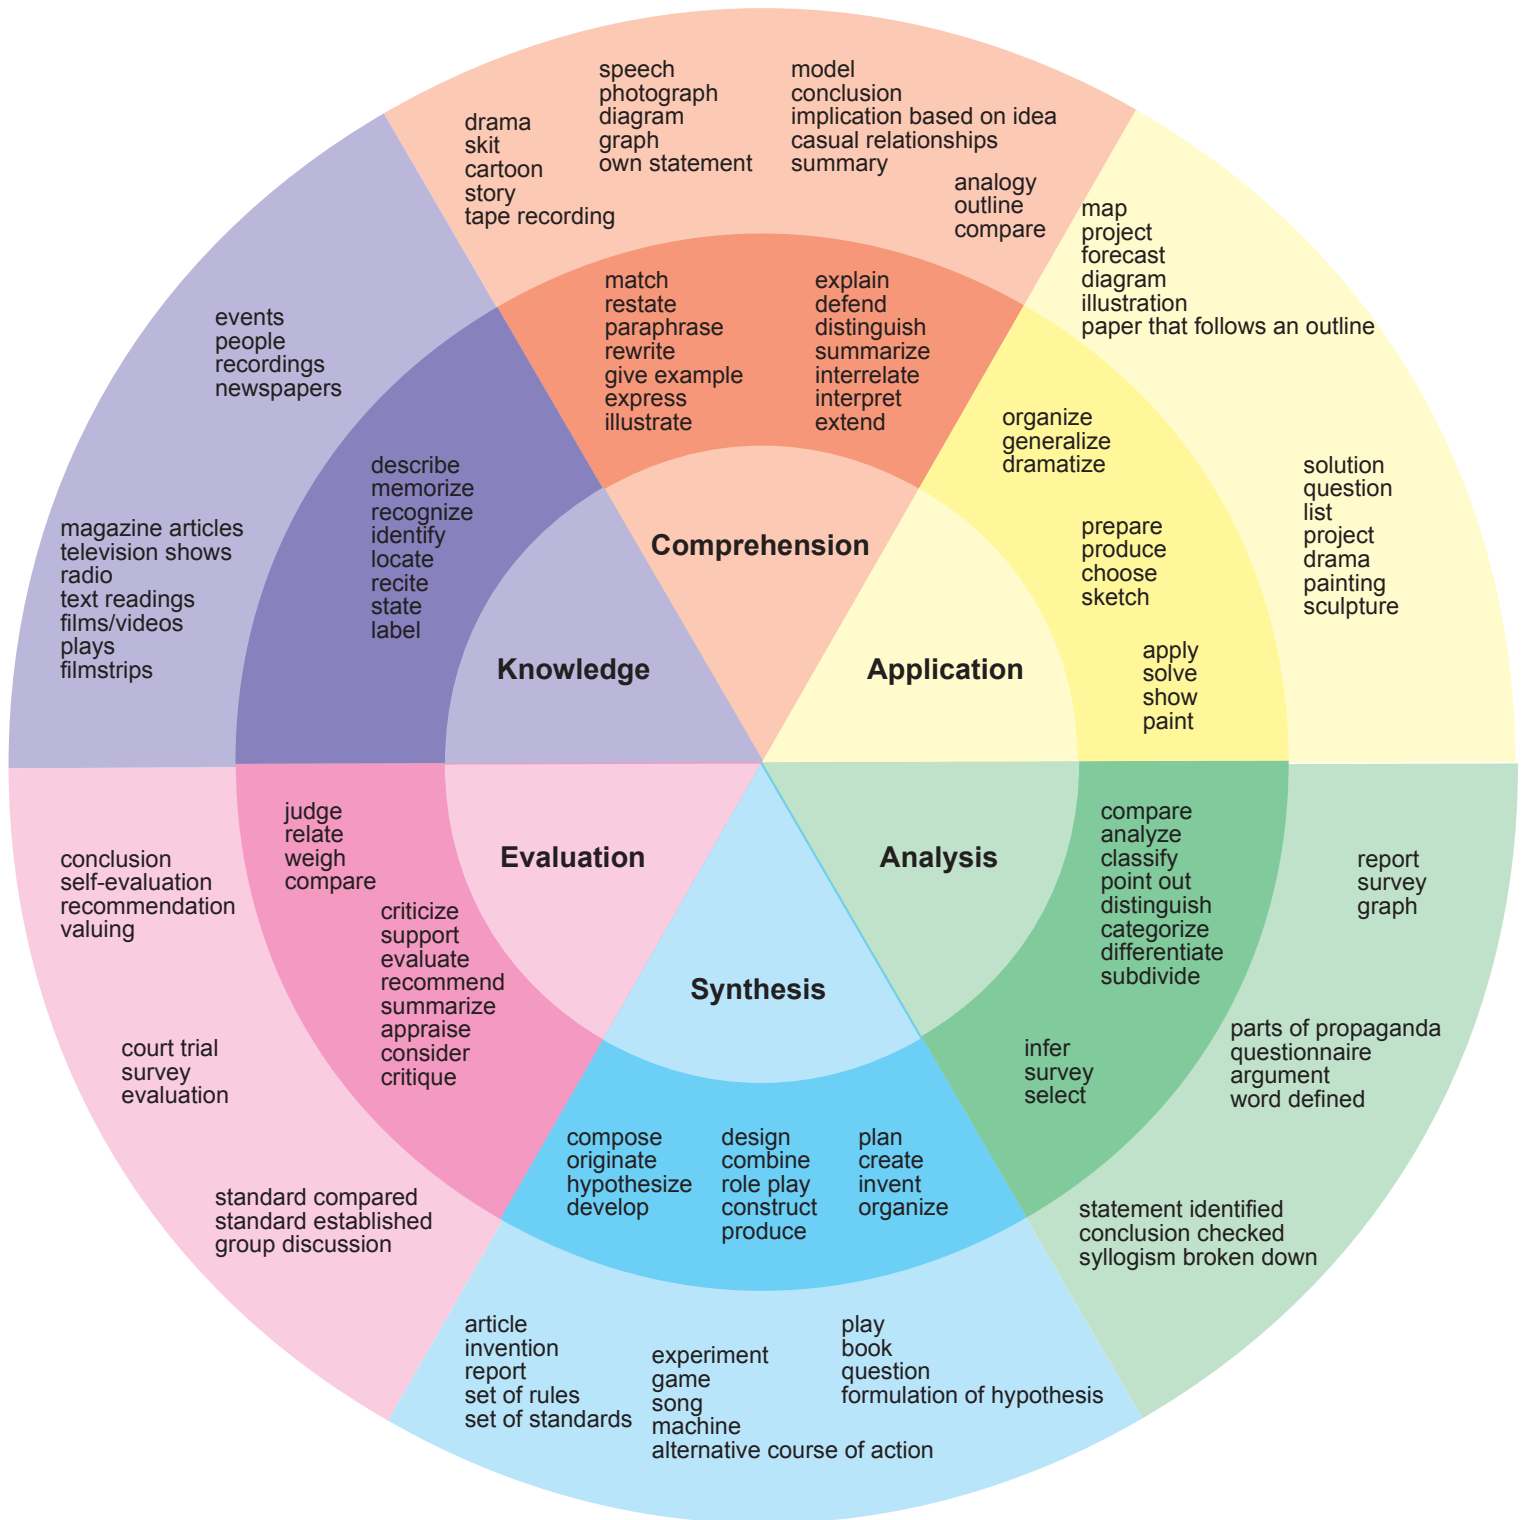 speech
photograph
diagram
graph
own statement
model
conclusion
implication based on idea
casual relationships
summary
drama
skit
cartoon
story
tape recording
analogy
outline
compare
match
restate
paraphrase
rewrite
give example
express
illustrate
explain
defend
distinguish
summarize
interrelate
interpret
extend
Comprehension
map
project
forecast
diagram
illustration
paper that follows an outline
solution
question
list
project
drama
painting
sculpture
organize
generalize
dramatize
prepare
produce
choose
sketch
apply
solve
show
paint
Application
events
people
recordings
newspapers
magazine articles
television shows
radio
text readings
films/videos
plays
filmstrips
describe
memorize
recognize
identify
locate
recite
state
label
Knowledge
judge
relate
weigh
compare
criticize
support
evaluate
recommend
summarize
appraise
consider
critique
Evaluation
conclusion
self-evaluation
recommendation
valuing
court trial
survey
evaluation
standard compared
standard established
group discussion
Analysis
compare
analyze
classify
point out
distinguish
categorize
differentiate
subdivide
infer
survey
select
report
survey
graph
parts of propaganda
questionnaire
argument
word defined
statement identified
conclusion checked
syllogism broken down
Synthesis
compose
originate
hypothesize
develop
design
combine
role play
construct
produce
plan
create
invent
organize
article
invention
report
set of rules
set of standards
experiment
game
song
machine
alternative course of action
play
book
question
formulation of hypothesis